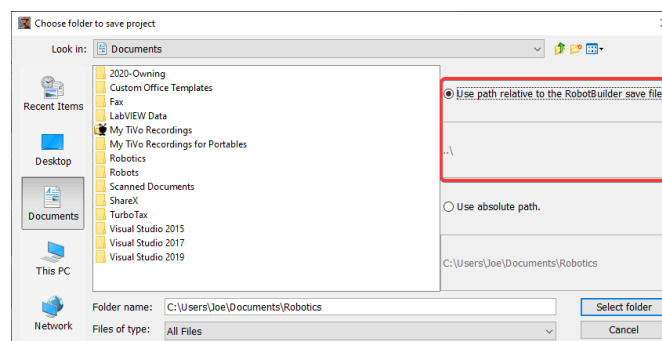 Choose folder to save project
Look in: Documents
Recent Items
Desktop
Documents
This PC
Network
2020-Owning
Custom Office Templates
Fax
LabVIEW Data
My TiVo Recordings
My TiVo Recordings for Portables
Robotics
Robots
Scanned Documents
ShareX
TurboTax
Visual Studio 2015
Visual Studio 2017
Visual Studio 2019
Use path relative to the RobotBuilder save file
..\
Use absolute path.
C:\Users\Joe\Documents\Robotics
Folder name: C:\Users\Joe\Documents\Robotics Select folder
Files of type: All Files Cancel